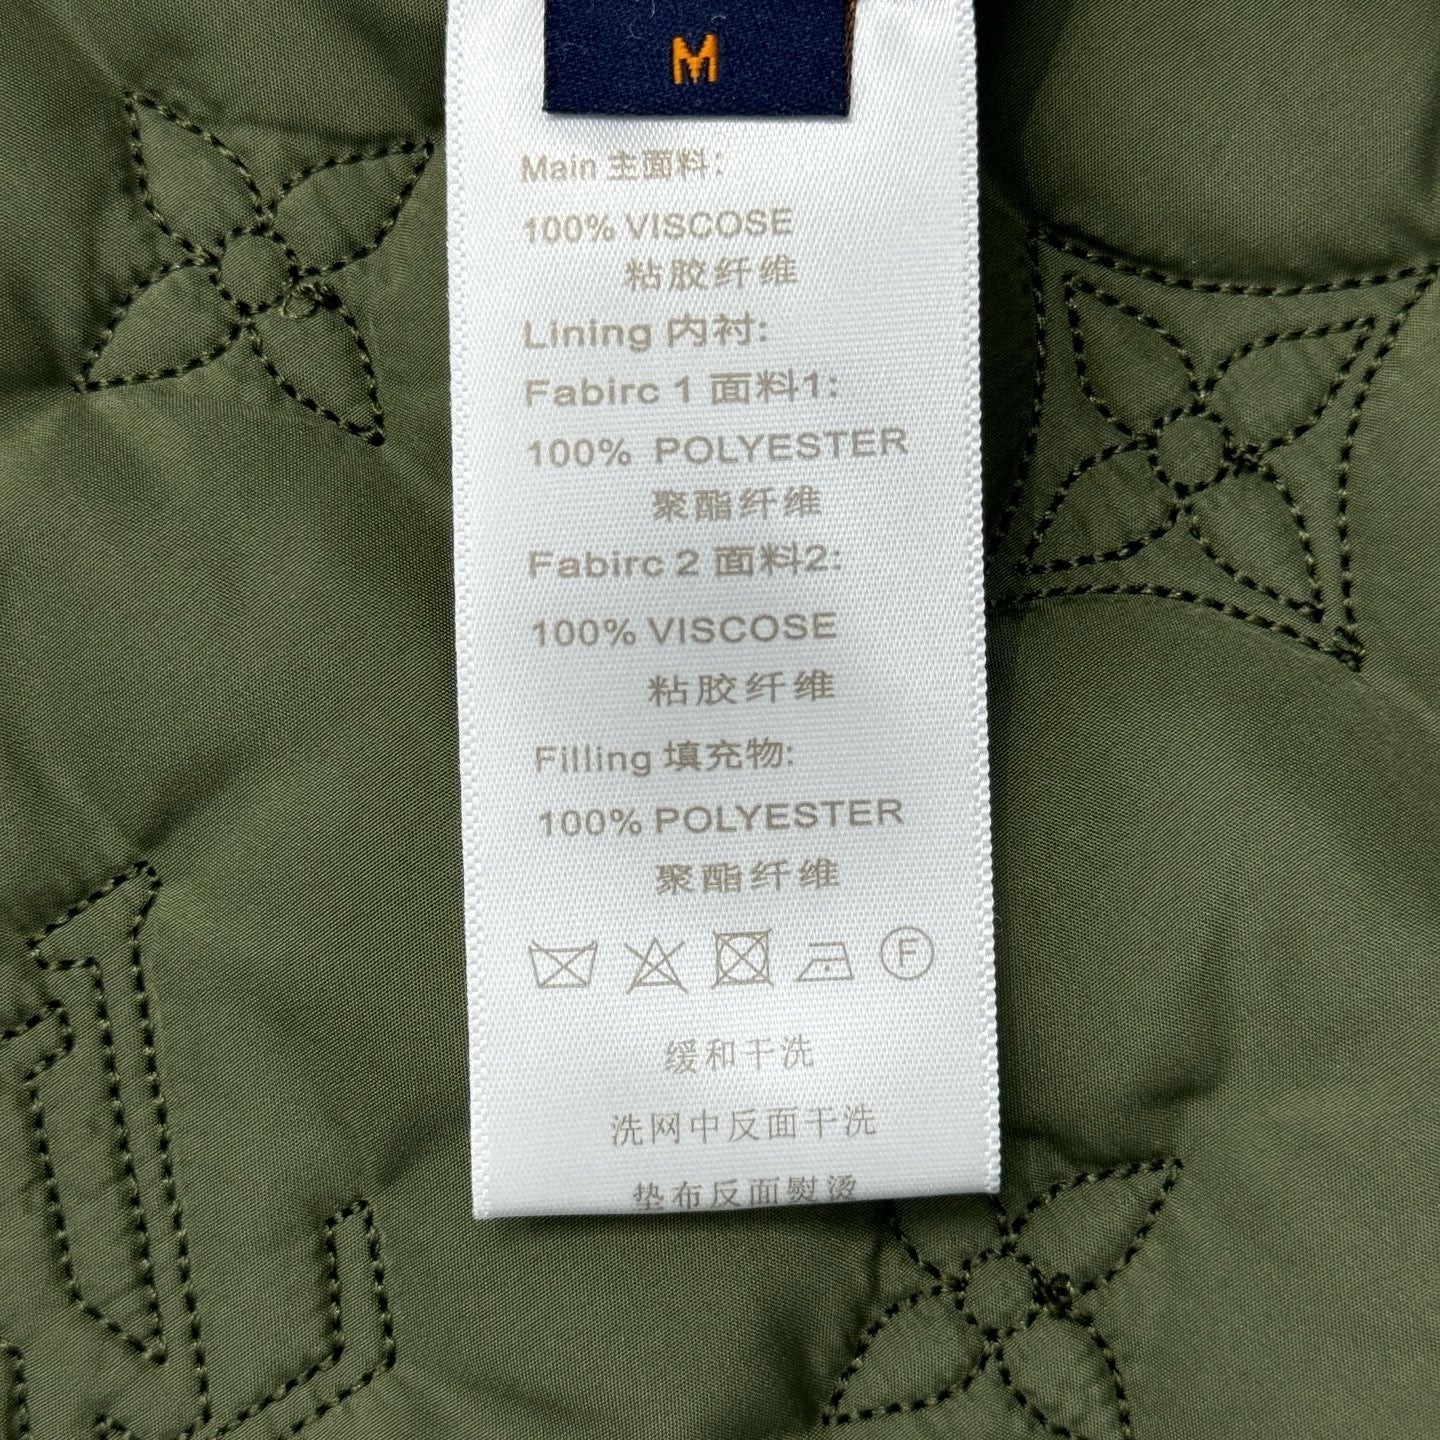 M
Main 主面料:
100% VISCOSE
粘胶纤维
Lining 内衬:
Fabirc 1 面料1:
100% POLYESTER
聚酯纤维
Fabirc 2 面料2:
100% VISCOSE
粘胶纤维
Filling 填充物:
100% POLYESTER
聚酯纤维
F
缓和干洗
洗网中反面干洗
垫布反面熨烫